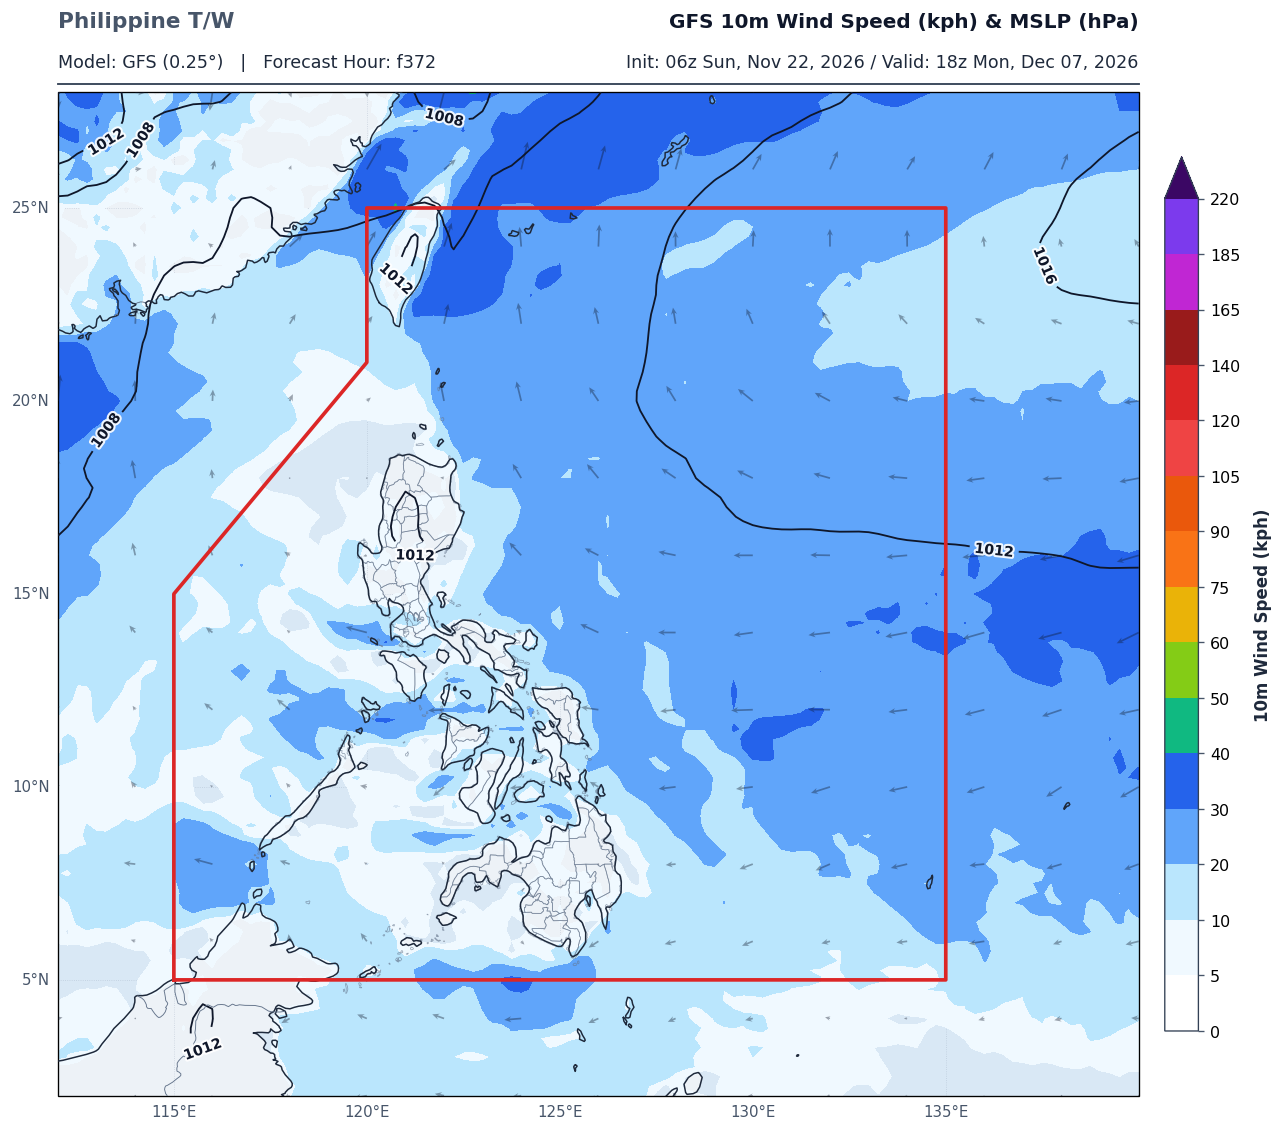 Philippine T/W
GFS 10m Wind Speed (kph) & MSLP (hPa)
Model: GFS (0.25°) | Forecast Hour: f372
Init: 06z Sun, Nov 22, 2026 / Valid: 18z Mon, Dec 07, 2026
1008
1012
1008
1012
1016
1008
1012
1012
1012
25°N
20°N
15°N
10°N
5°N
115°E
120°E
125°E
130°E
135°E
220
185
165
140
120
105
90
75
60
50
40
30
20
10
5
0
10m Wind Speed (kph)